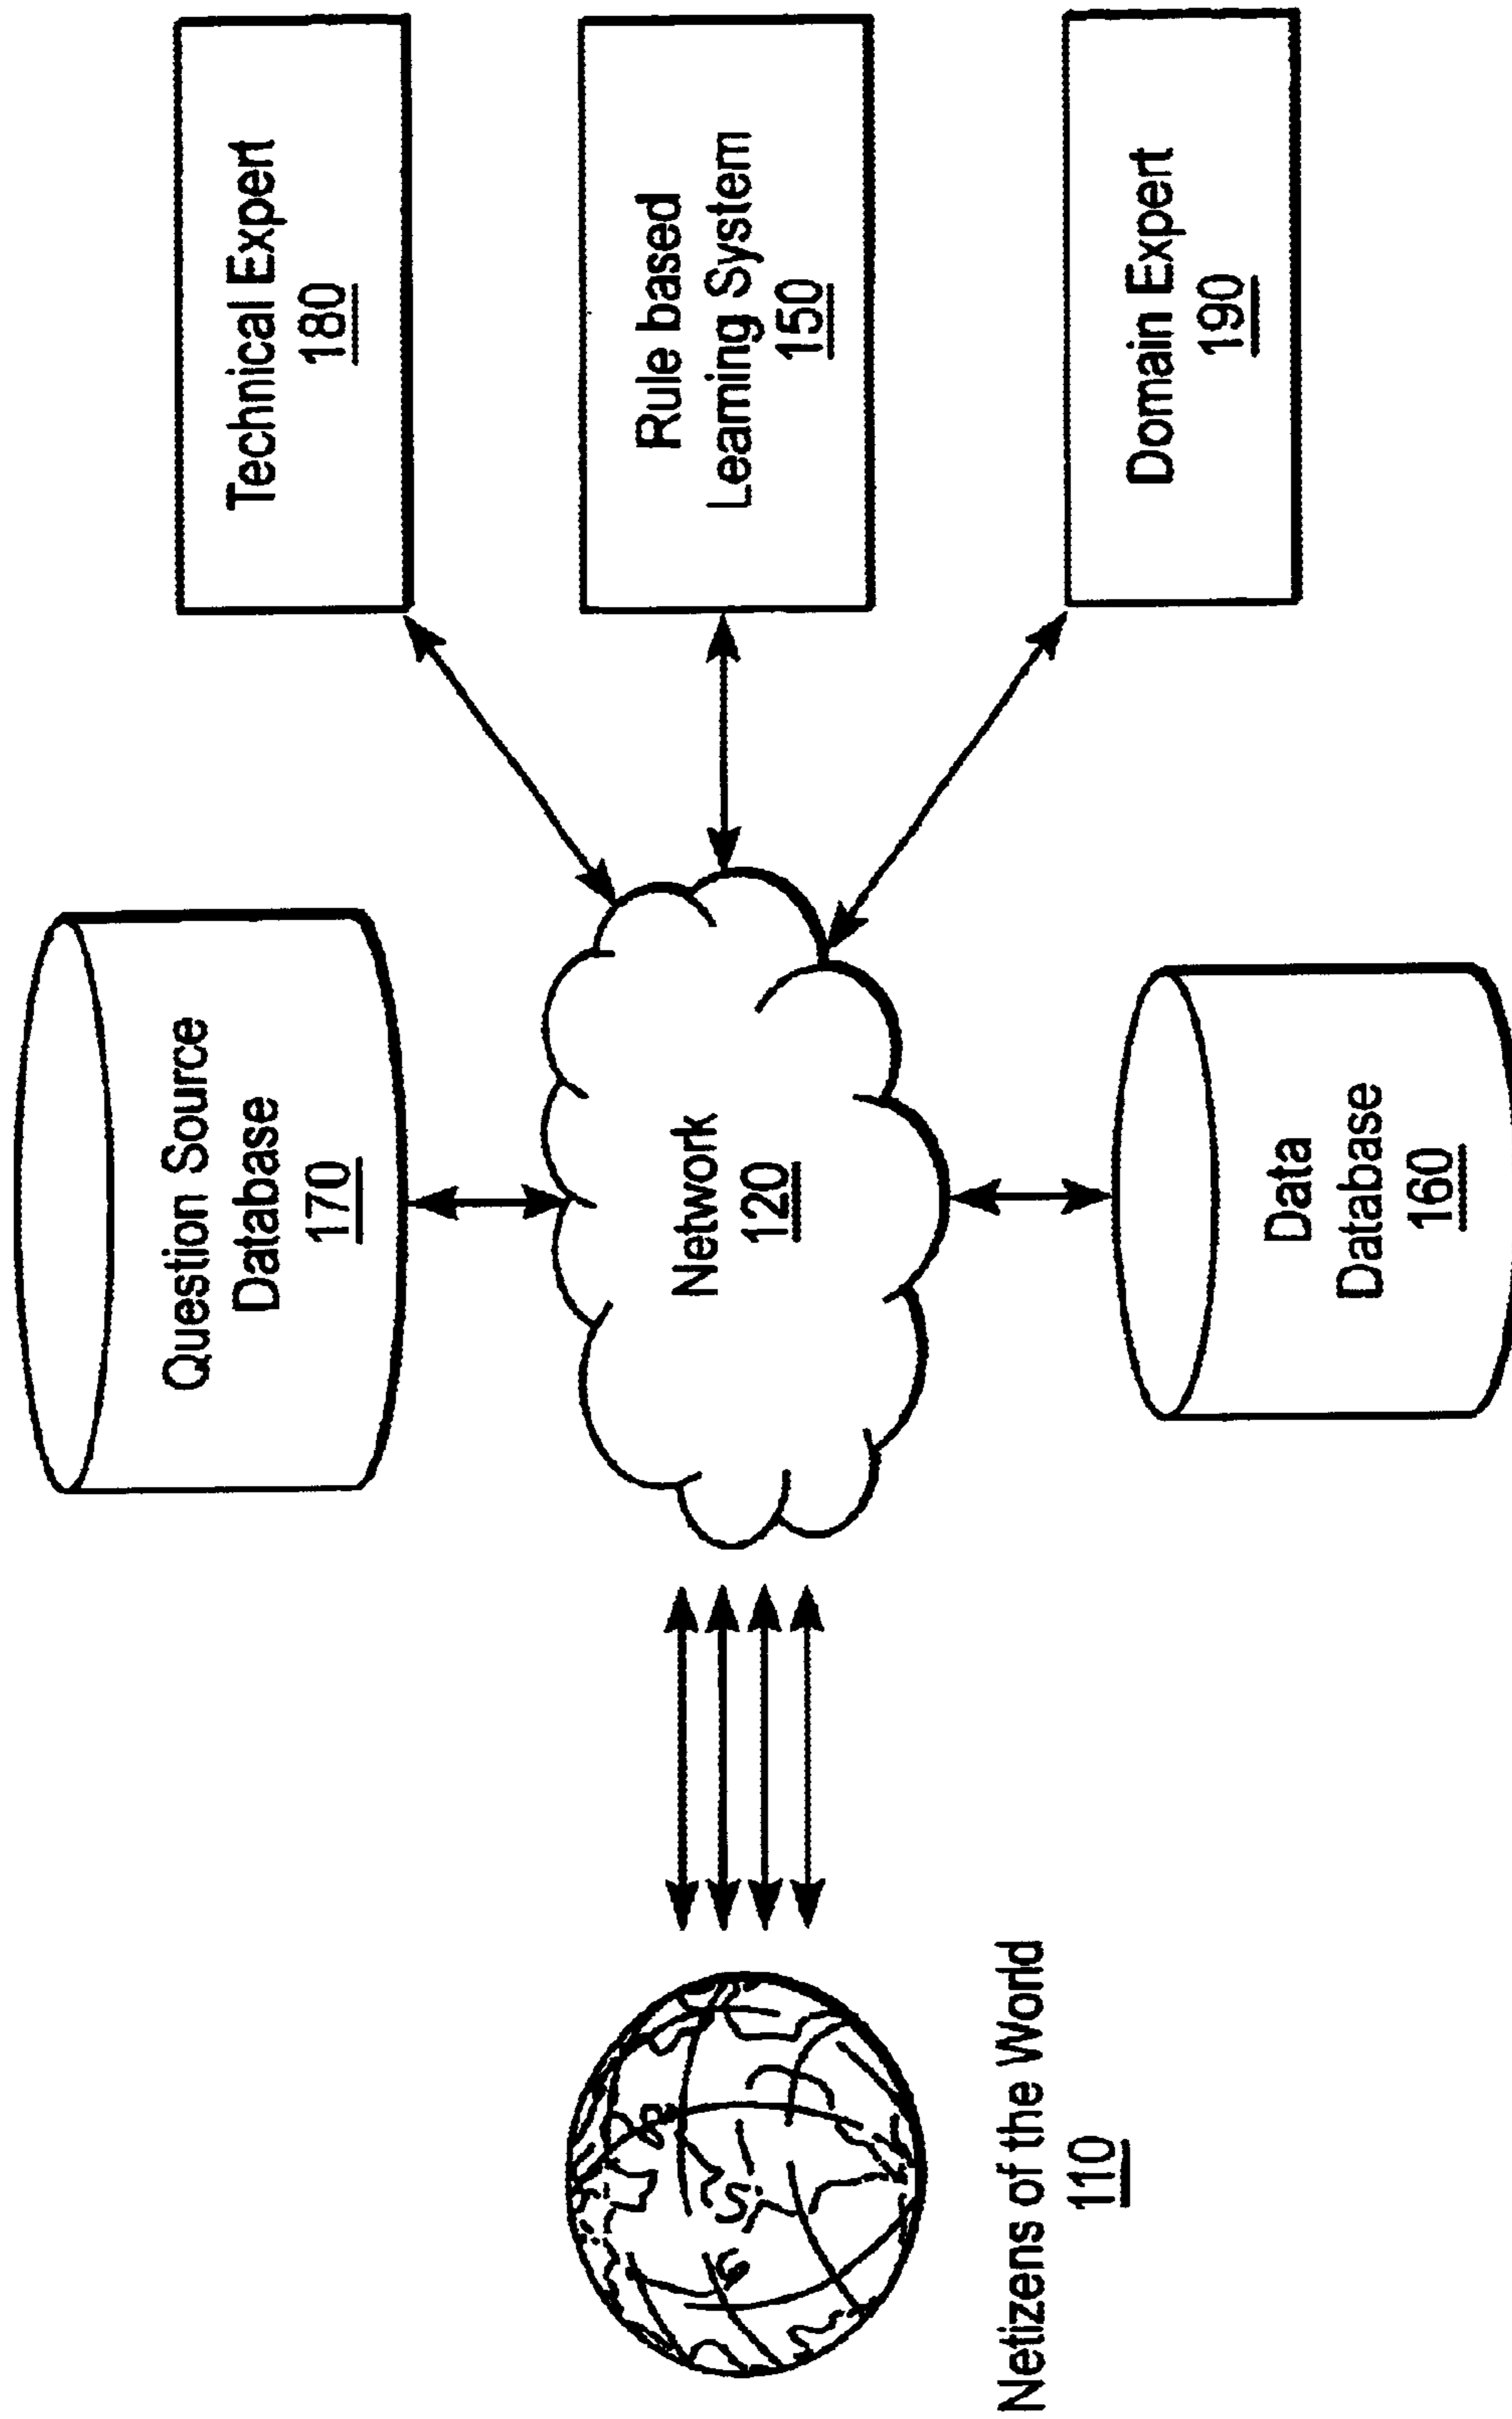 Question Source
Database
170
Technical Expert
180
Network
120
Rule based
Learning System
150
Netizens of the World
110
Data
Database
160
Domain Expert
190